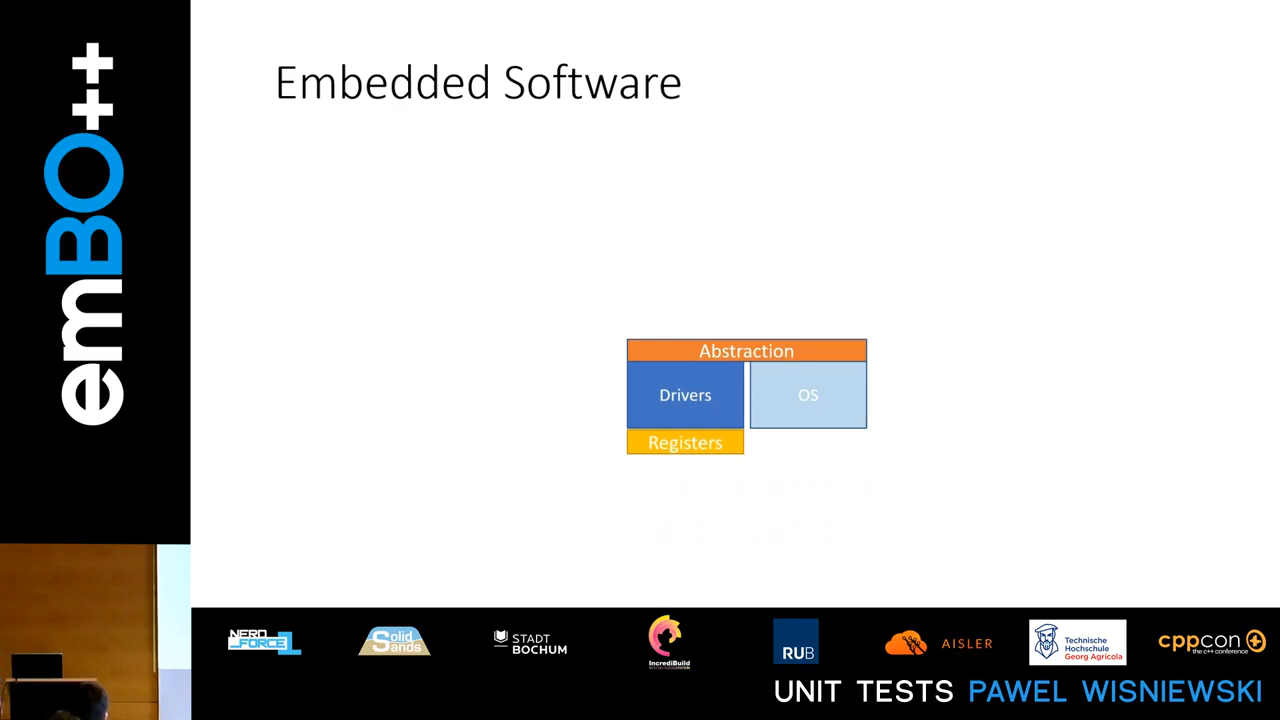 emBO++
Embedded Software
Abstraction
Drivers
OS
Registers
NERD
FORCE1
Solid
Sands
STADT
BOCHUM
IncrediBuild
RUB
AISLER
Technische
Hochschule
Georg Agricola
cppcon
the c++ conference
UNIT TESTS PAWEL WISNIEWSKI